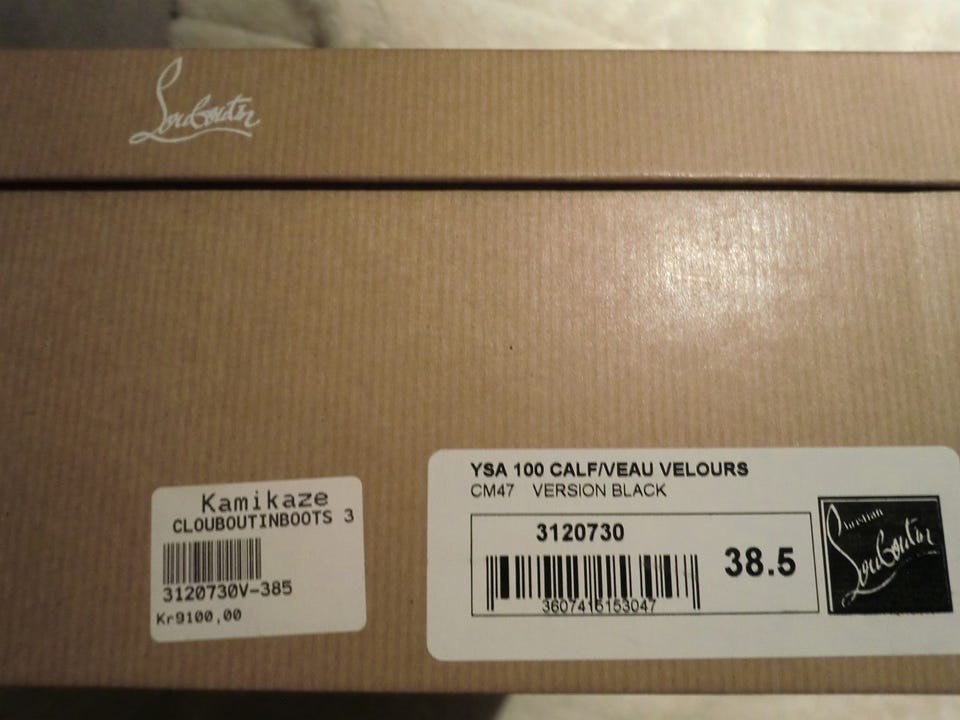 Louboutin
Kamikaze
CLOUBOUTINBOOTS 3
3120730V-385
Kr9100,00
YSA 100 CALF/VEAU VELOURS
CM47 VERSION BLACK
3120730
38.5
3607415153047
Christian
Louboutin